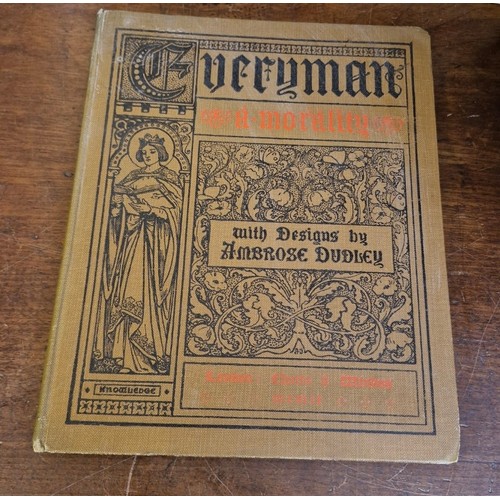 Everyman
A morality
with Designs by
AMBROSE DUDLEY
KNOWLEDGE